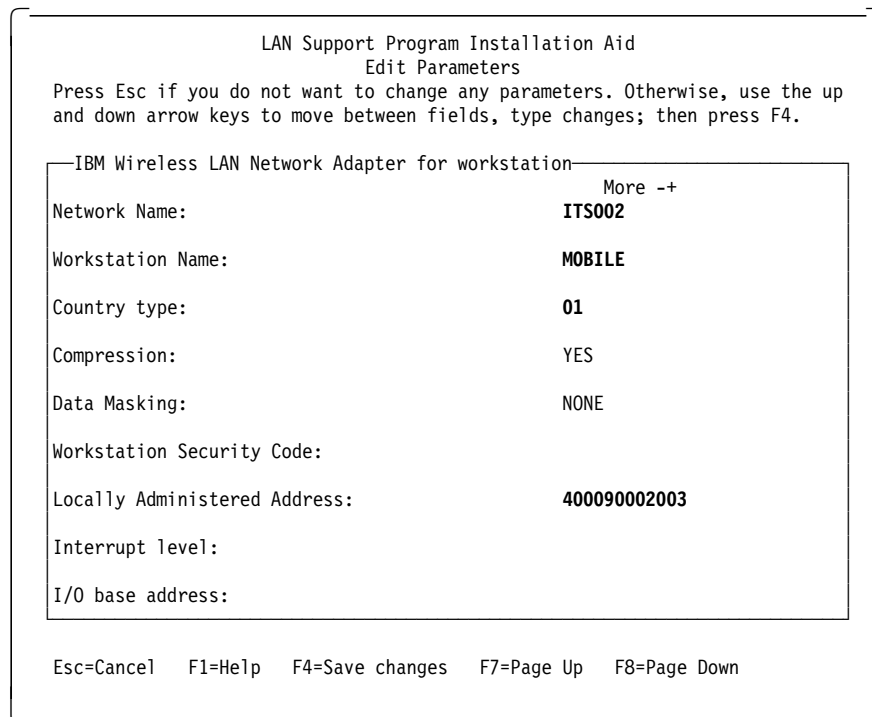 LAN Support Program Installation Aid
Edit Parameters
Press Esc if you do not want to change any parameters. Otherwise, use the up
and down arrow keys to move between fields, type changes; then press F4.
IBM Wireless LAN Network Adapter for workstation
More -+
Network Name: ITSO02
Workstation Name: MOBILE
Country type: 01
Compression: YES
Data Masking: NONE
Workstation Security Code:
Locally Administered Address: 400090002003
Interrupt level:
I/O base address:
Esc=Cancel F1=Help F4=Save changes F7=Page Up F8=Page Down